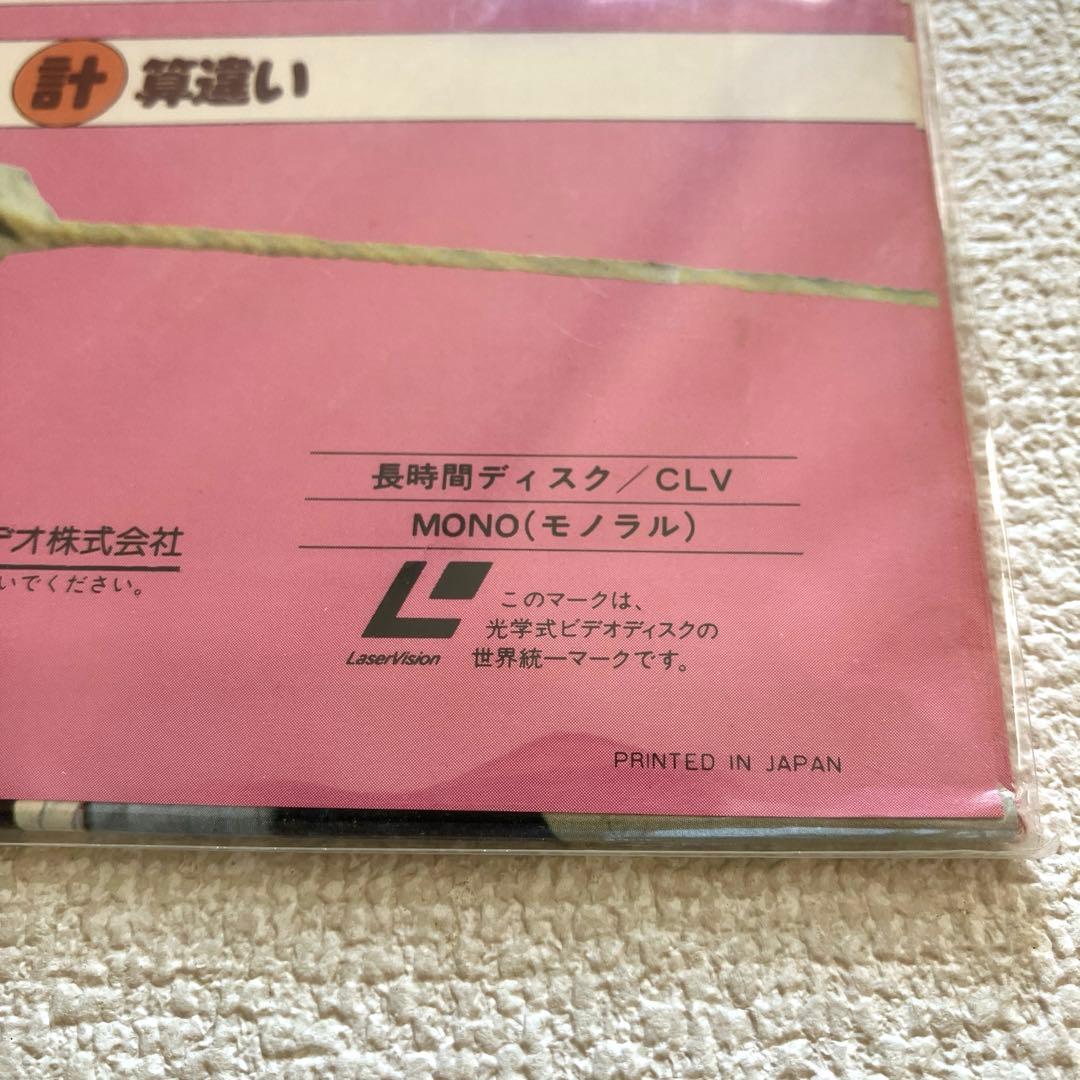 計算違い
長時間ディスク／CLV
MONO(モノラル)
デオ株式会社
いでください。
LaserVision
このマークは、
光学式ビデオディスクの
世界統一マークです。
PRINTED IN JAPAN